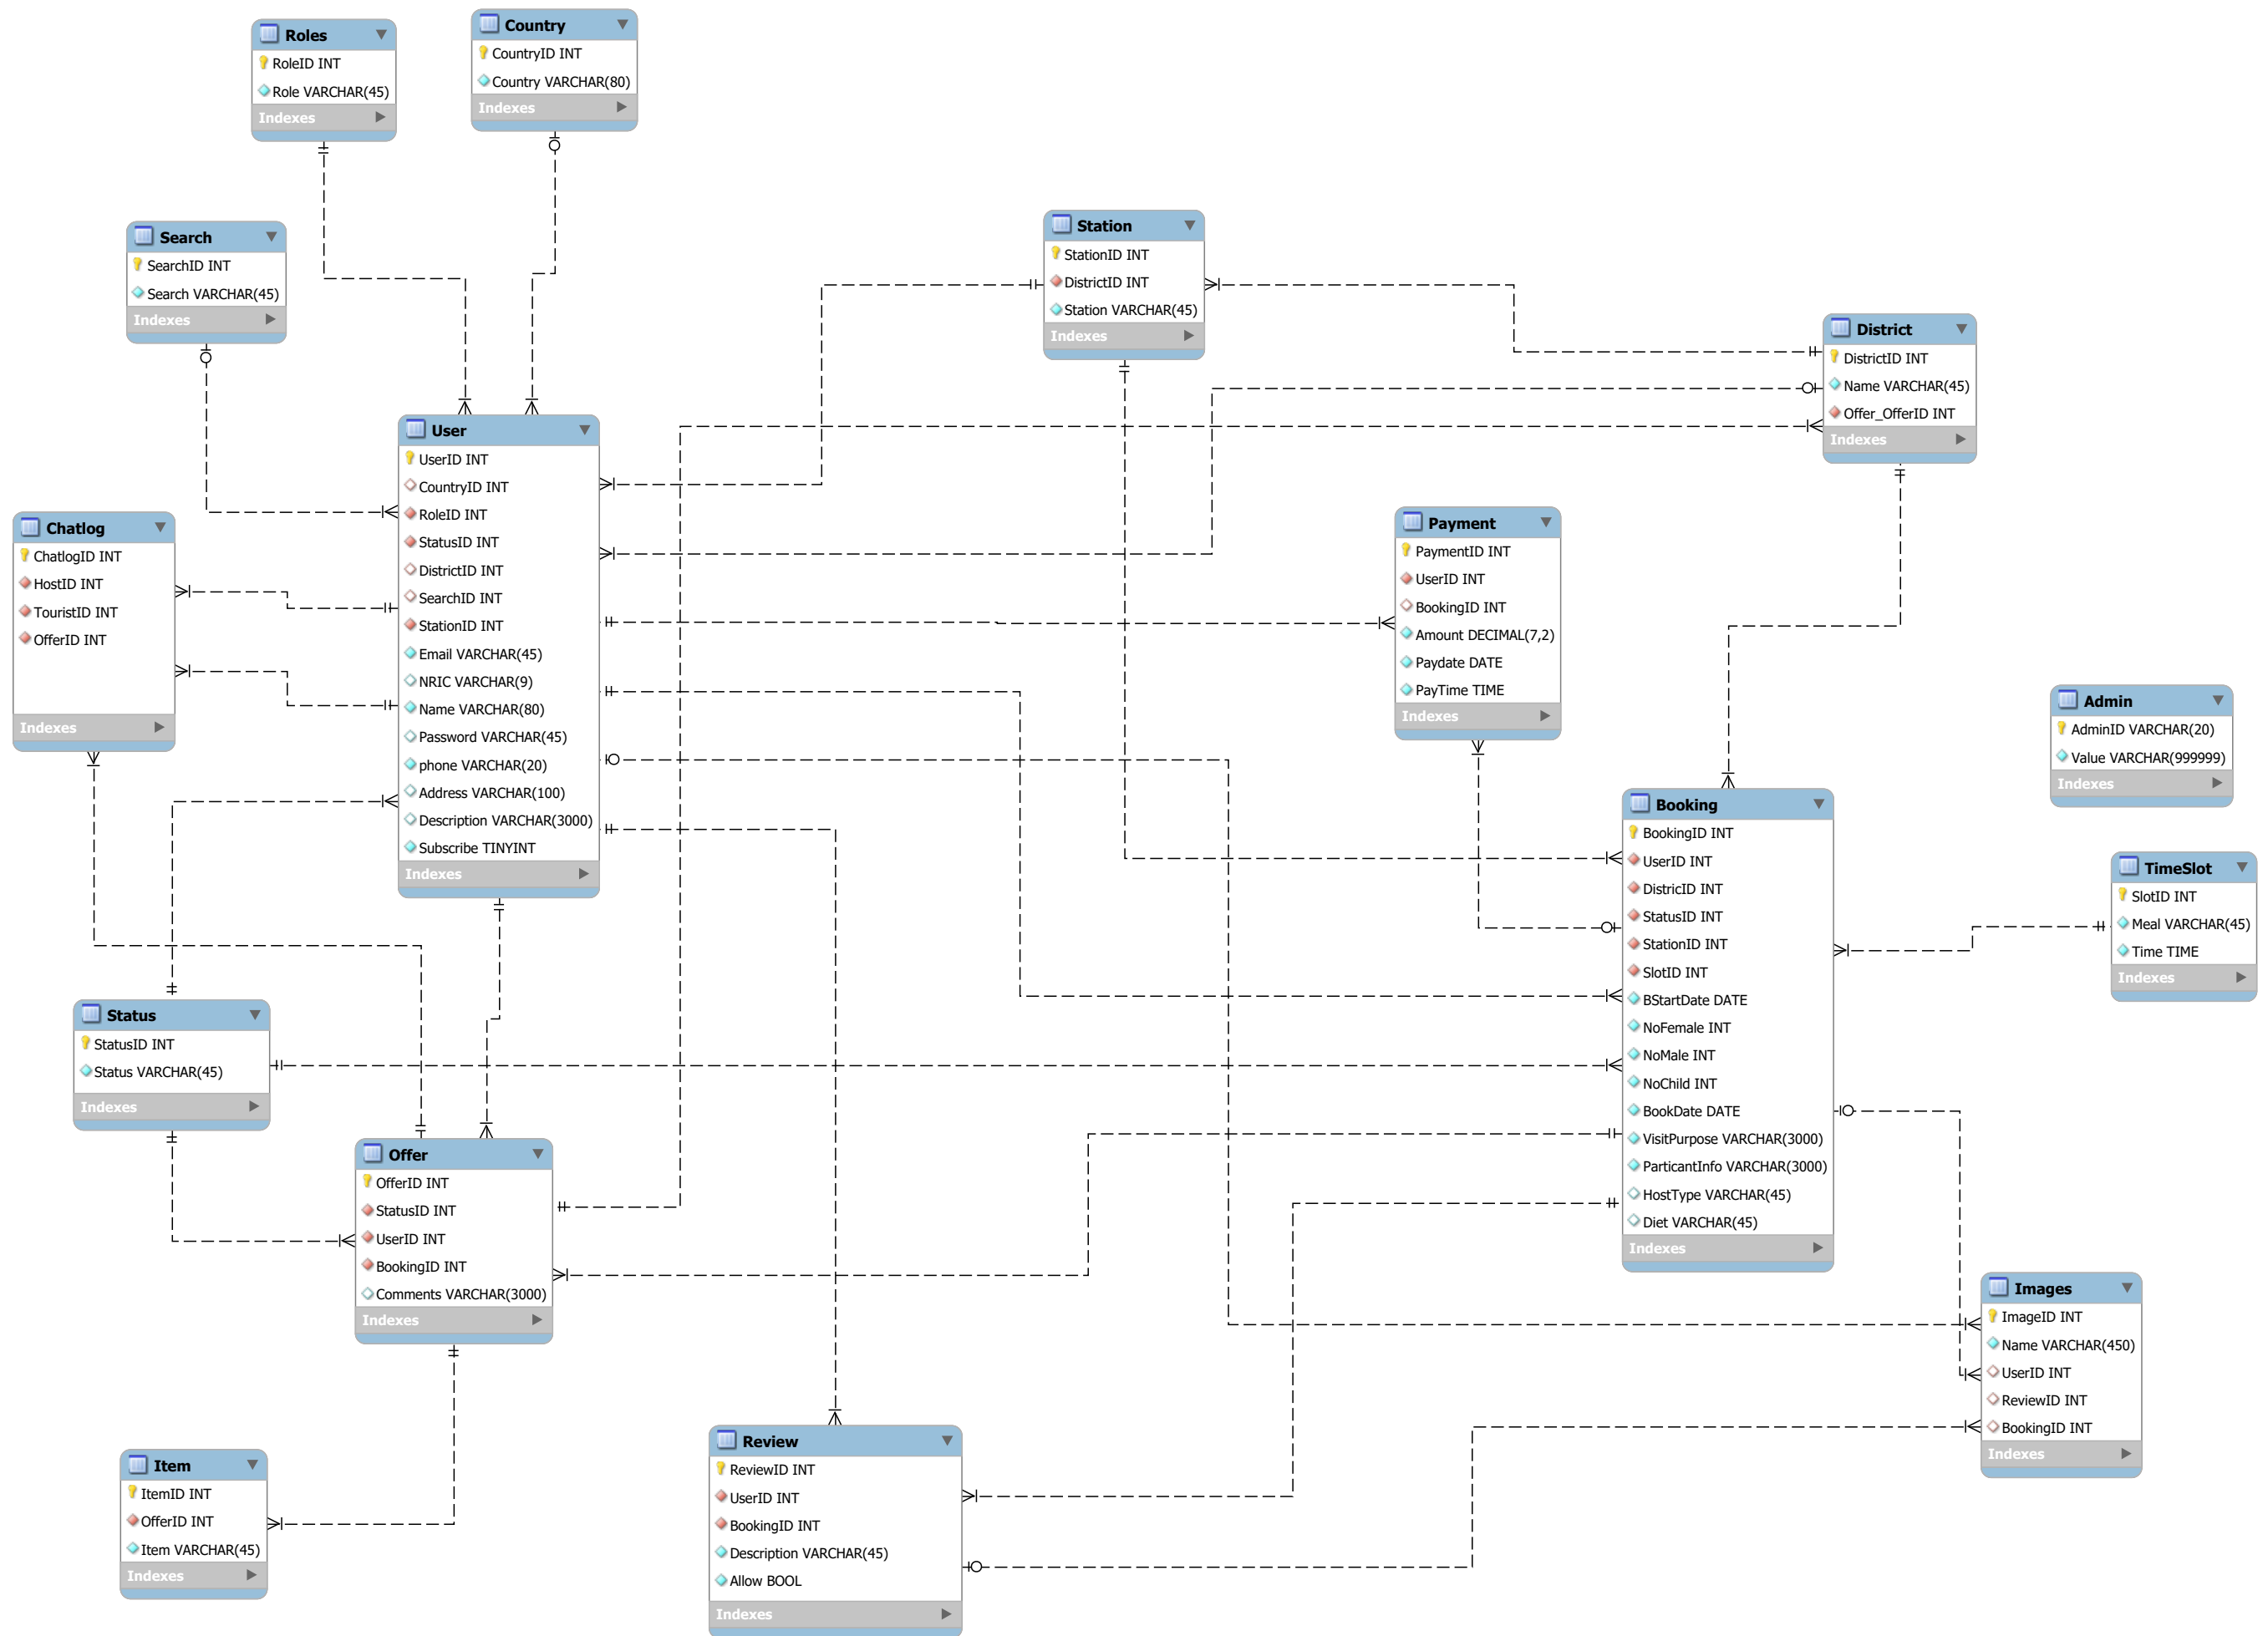 Roles
RoleID INT
Role VARCHAR(45)
Indexes
Country
CountryID INT
Country VARCHAR(80)
Indexes
Search
SearchID INT
Search VARCHAR(45)
Indexes
Station
StationID INT
DistrictID INT
Station VARCHAR(45)
Indexes
District
DistrictID INT
Name VARCHAR(45)
Offer_OfferID INT
Indexes
User
UserID INT
CountryID INT
RoleID INT
StatusID INT
DistrictID INT
SearchID INT
StationID INT
Email VARCHAR(45)
NRIC VARCHAR(9)
Name VARCHAR(80)
Password VARCHAR(45)
phone VARCHAR(20)
Address VARCHAR(100)
Description VARCHAR(3000)
Subscribe TINYINT
Indexes
Chatlog
ChatlogID INT
HostID INT
TouristID INT
OfferID INT
Indexes
Payment
PaymentID INT
UserID INT
BookingID INT
Amount DECIMAL(7,2)
Paydate DATE
PayTime TIME
Indexes
Admin
AdminID VARCHAR(20)
Value VARCHAR(999999)
Indexes
Booking
BookingID INT
UserID INT
DistricID INT
StatusID INT
StationID INT
SlotID INT
BStartDate DATE
NoFemale INT
NoMale INT
NoChild INT
BookDate DATE
VisitPurpose VARCHAR(3000)
ParticantInfo VARCHAR(3000)
HostType VARCHAR(45)
Diet VARCHAR(45)
Indexes
TimeSlot
SlotID INT
Meal VARCHAR(45)
Time TIME
Indexes
Status
StatusID INT
Status VARCHAR(45)
Indexes
Offer
OfferID INT
StatusID INT
UserID INT
BookingID INT
Comments VARCHAR(3000)
Indexes
Images
ImageID INT
Name VARCHAR(450)
UserID INT
ReviewID INT
BookingID INT
Indexes
Item
ItemID INT
OfferID INT
Item VARCHAR(45)
Indexes
Review
ReviewID INT
UserID INT
BookingID INT
Description VARCHAR(45)
Allow BOOL
Indexes